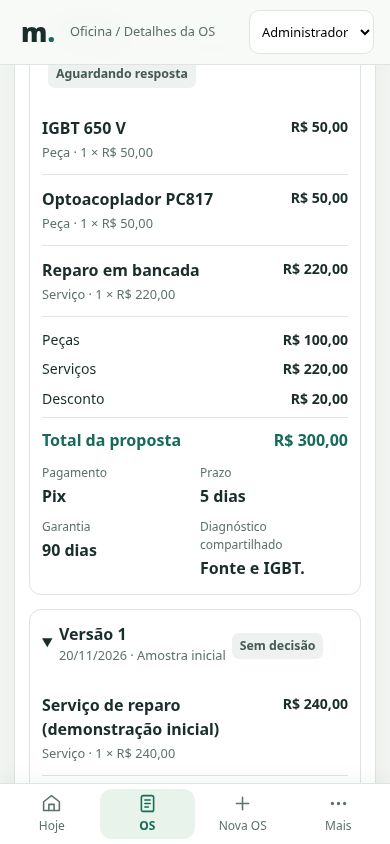 m. Oficina / Detalhes da OS Administrador
Aguardando resposta
IGBT 650 V R$ 50,00
Peça · 1 × R$ 50,00
Optoacoplador PC817 R$ 50,00
Peça · 1 × R$ 50,00
Reparo em bancada R$ 220,00
Serviço · 1 × R$ 220,00
Peças R$ 100,00
Serviços R$ 220,00
Desconto R$ 20,00
Total da proposta R$ 300,00
Pagamento Prazo
Pix 5 dias
Garantia Diagnóstico
compartilhado
90 dias
Fonte e IGBT.
Versão 1
20/11/2026 · Amostra inicial Sem decisão
Serviço de reparo R$ 240,00
(demonstração inicial)
Serviço · 1 × R$ 240,00
Hoje OS Nova OS Mais